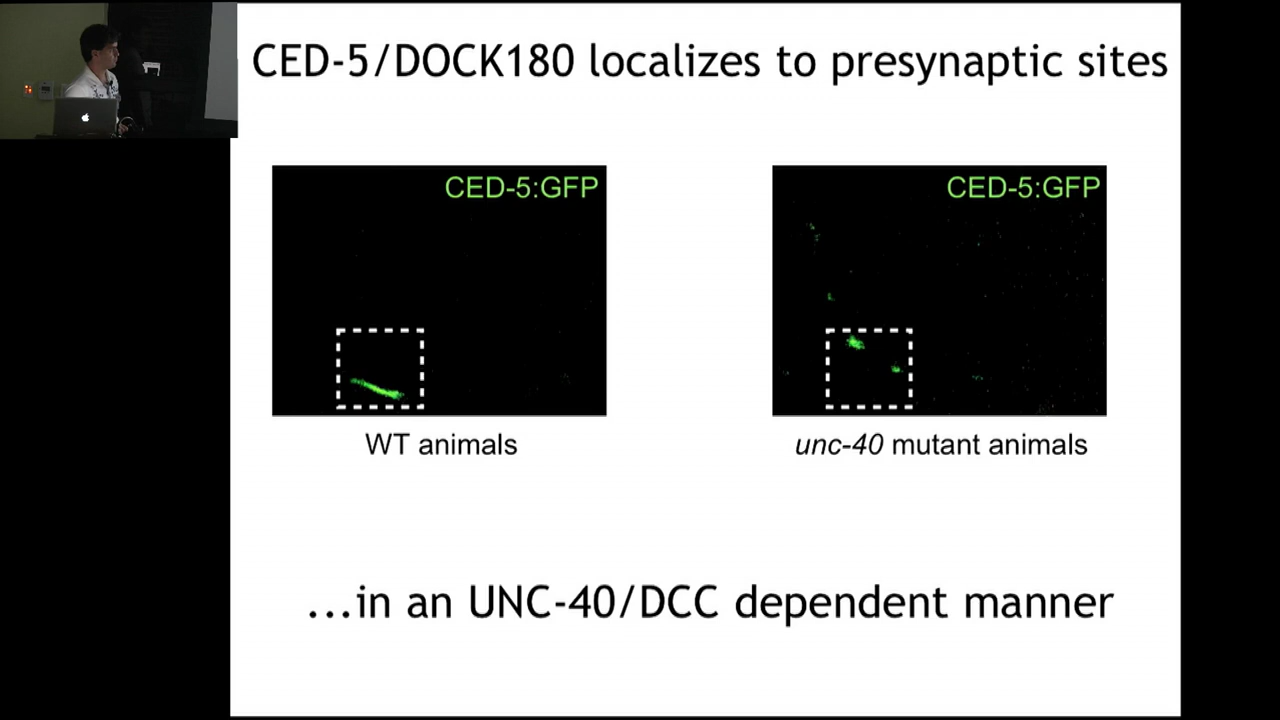 CED-5/DOCK180 localizes to presynaptic sites
CED-5:GFP
CED-5:GFP
WT animals
unc-40 mutant animals
...in an UNC-40/DCC dependent manner